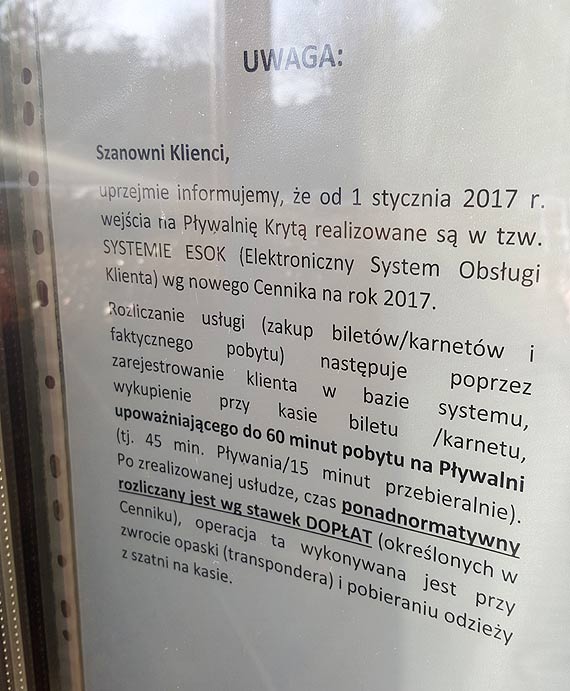 UWAGA:
Szanowni Klienci,
uprzejmie informujemy, że od 1 stycznia 2017 r.
wejścia na Pływalnię Krytą realizowane są w tzw.
SYSTEMIE ESOK (Elektroniczny System Obsługi
Klienta) wg nowego Cennika na rok 2017.
Rozliczanie usługi (zakup biletów/karnetów i
faktycznego pobytu) następuje poprzez
zarejestrowanie klienta w bazie systemu,
wykupienie przy kasie biletu /karnetu,
upoważniającego do 60 minut pobytu na Pływalni
(tj. 45 min. Pływania/15 minut przebieralnie).
Po zrealizowanej usłudze, czas ponadnormatywny
rozliczany jest wg stawek DOPŁAT (określonych w
Cenniku), operacja ta wykonywana jest przy
zwrocie opaski (transpondera) i pobieraniu odzieży
z szatni na kasie.